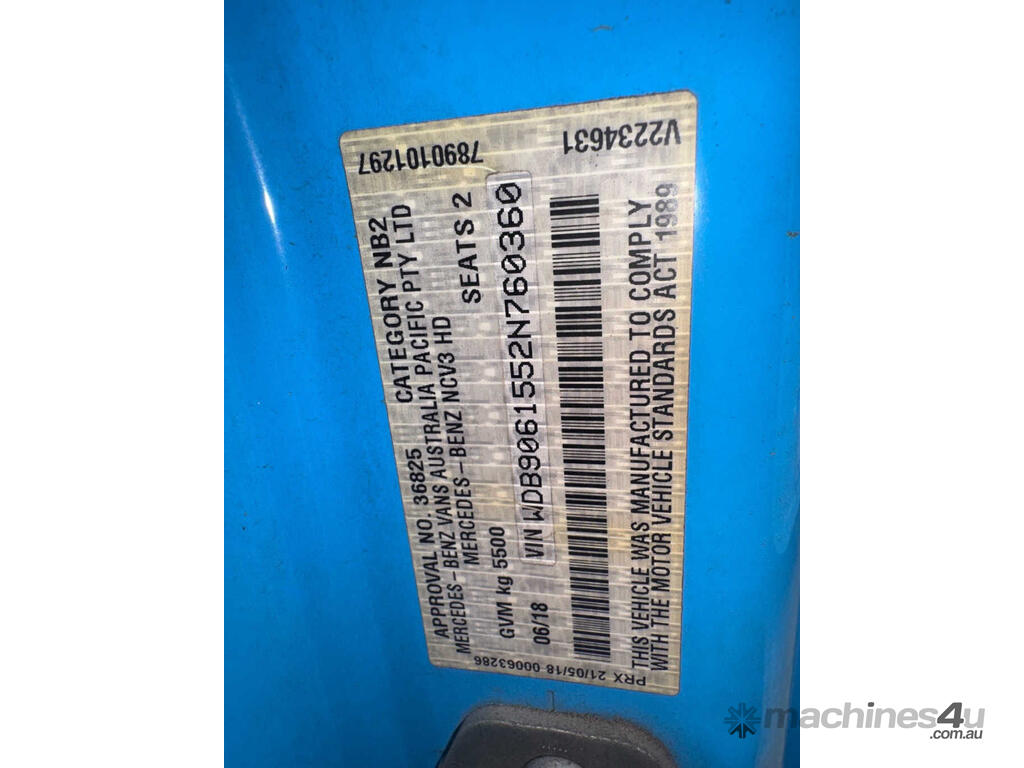 7890101297
V2234631
APPROVAL NO. 36825 CATEGORY NB2
MERCEDES-BENZ VANS AUSTRALIA PACIFIC PTY LTD
MERCEDES-BENZ NCV3 HD
GVM kg 5500 SEATS 2
VIN WDB9061552N760360
06/18
THIS VEHICLE WAS MANUFACTURED TO COMPLY
WITH THE MOTOR VEHICLE STANDARDS ACT 1989
PRX 21/05/18 00063286
machines4u
.com.au